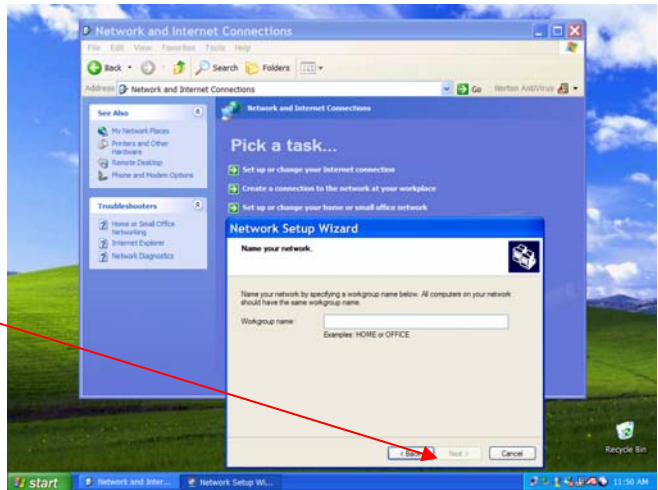 Network and Internet Connections
File Edit View Favorites Tools Help
Back Search Folders
Address Network and Internet Connections Go Norton AntiVirus
See Also
My Network Places
Printers and Other
Hardware
Remote Desktop
Phone and Modem Options
Troubleshooters
Home or Small Office
Networking
Internet Explorer
Network Diagnostics
Network and Internet Connections
Pick a task...
Set up or change your Internet connection
Create a connection to the network at your workplace
Set up or change your home or small office network
Network Setup Wizard
Name your network.
Name your network by specifying a workgroup name below. All computers on your network
should have the same workgroup name.
Workgroup name:
Examples: HOME or OFFICE
< Back Next > Cancel
Recycle Bin
start Network and Inter... Network Setup Wi... 11:50 AM